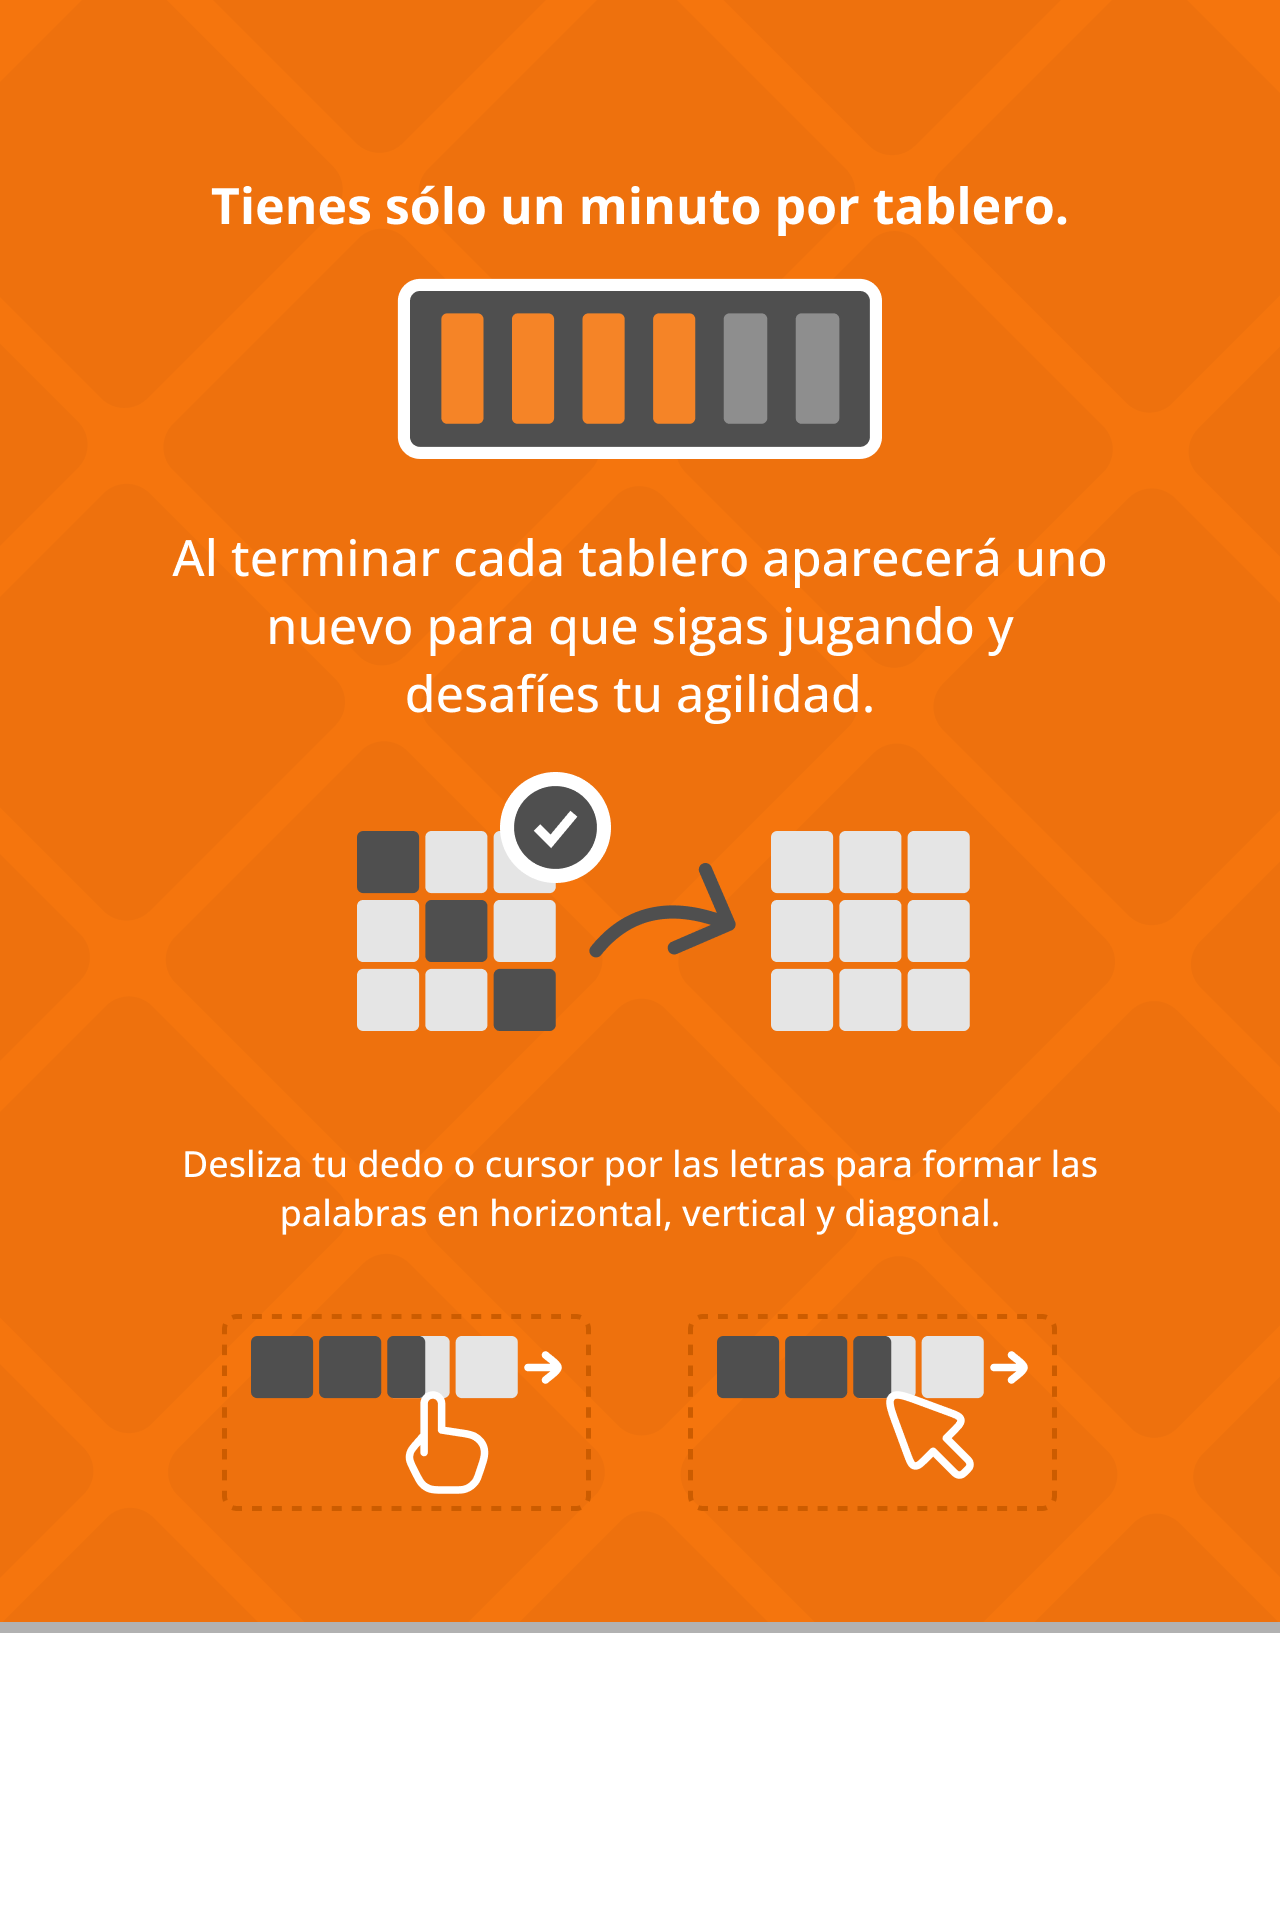 Tienes sólo un minuto por tablero.
Al terminar cada tablero aparecerá uno
nuevo para que sigas jugando y
desafíes tu agilidad.
Desliza tu dedo o cursor por las letras para formar las
palabras en horizontal, vertical y diagonal.